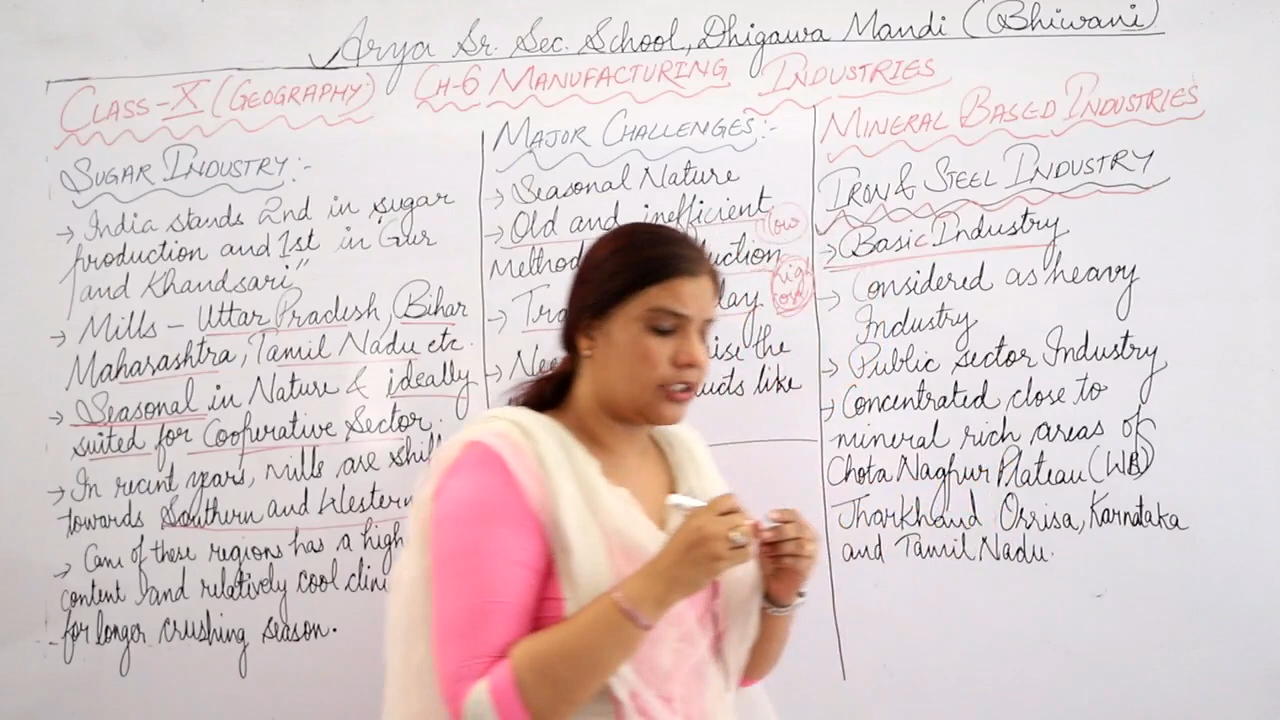 Arya Sr. Sec. School, Dhigawa Mandi (Bhiwani)
CLASS-X (GEOGRAPHY) CH-6 MANUFACTURING INDUSTRIES
SUGAR INDUSTRY:-
→ India stands 2nd in sugar
production and 1st in "Gur
and Khandsari"
→ Mills - Uttar Pradesh, Bihar
Maharashtra, Tamil Nadu etc.
→ Seasonal in Nature & ideally
suited for Cooperative Sector.
→ In recent years, mills are
towards Southern and Western
→ Cane of these regions has a high
content and relatively cool
for longer crushing season.
MAJOR CHALLENGES:-
→ Seasonal Nature
→ Old and inefficient
low
high
cost
→
→
the
like
MINERAL BASED INDUSTRIES
IRON & STEEL INDUSTRY
→ Basic Industry
→ Considered as heavy
Industry
→ Public sector Industry
→ Concentrated close to
mineral rich areas of
Chota Nagpur Plateau (WB)
Jharkhand Orrisa, Karnataka
and Tamil Nadu.